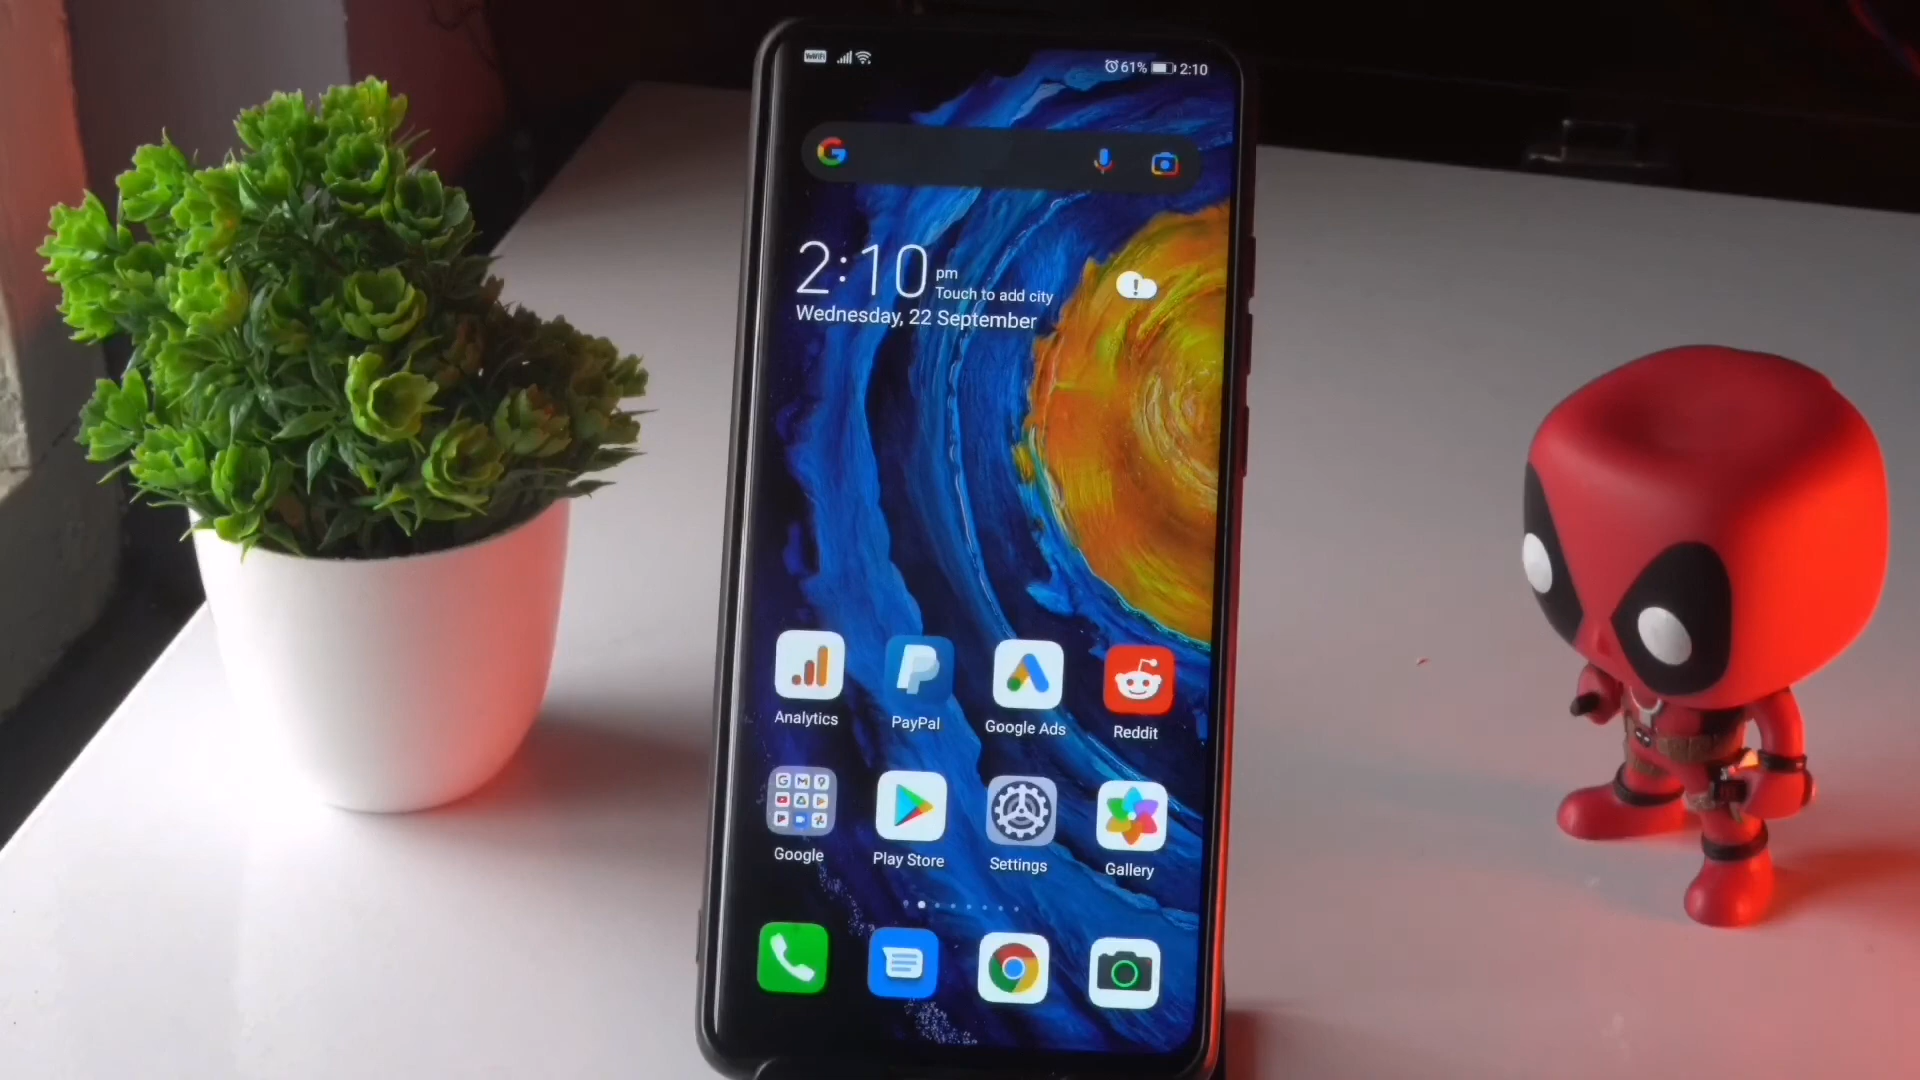 VoWiFi
61% 2:10
2:10 pm
Touch to add city
Wednesday, 22 September
Analytics PayPal Google Ads Reddit
Google Play Store Settings Gallery